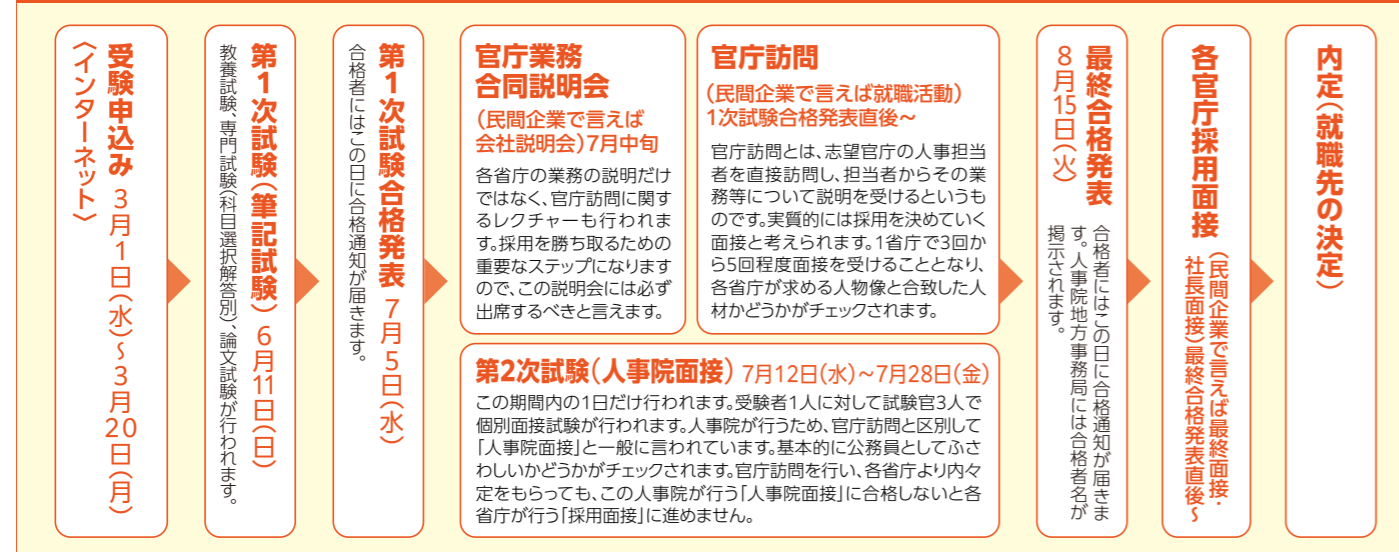 受験申込み 3月1日(水)~3月20日(月)
〈インターネット〉
第1次試験(筆記試験) 6月11日(日)
教養試験、専門試験(科目選択解答別)、論文試験が行われます。
第1次試験合格発表 7月5日(水)
合格者にはこの日に合格通知が届きます。
官庁業務
合同説明会
(民間企業で言えば
会社説明会)7月中旬
各省庁の業務の説明だけ
ではなく、官庁訪問に関す
るレクチャーも行われま
す。採用を勝ち取るための
重要なステップになります
ので、この説明会には必ず
出席するべきと言えます。
官庁訪問
(民間企業で言えば就職活動)
1次試験合格発表直後~
官庁訪問とは、志望官庁の人事担当
者を直接訪問し、担当者からその業
務等について説明を受けるというも
のです。実質的には採用を決めていく
面接と考えられます。1省庁で3回か
ら5回程度面接を受けることとなり、
各省庁が求める人物像と合致した人
材かどうかがチェックされます。
第2次試験(人事院面接) 7月12日(水)~7月28日(金)
この期間内の1日だけ行われます。受験者1人に対して試験官3人で
個別面接試験が行われます。人事院が行うため、官庁訪問と区別して
「人事院面接」と一般に言われています。基本的に公務員としてふさ
わしいかどうかがチェックされます。官庁訪問を行い、各省庁より内々
定をもらっても、この人事院が行う「人事院面接」に合格しないと各
省庁が行う「採用面接」に進めません。
最終合格発表
8月15日(火)
合格者にはこの日に合格通知が届きま
す。人事院地方事務局には合格者名が
掲示されます。
各官庁採用面接
(民間企業で言えば最終面接・
社長面接)最終合格発表直後~
内定(就職先の決定)